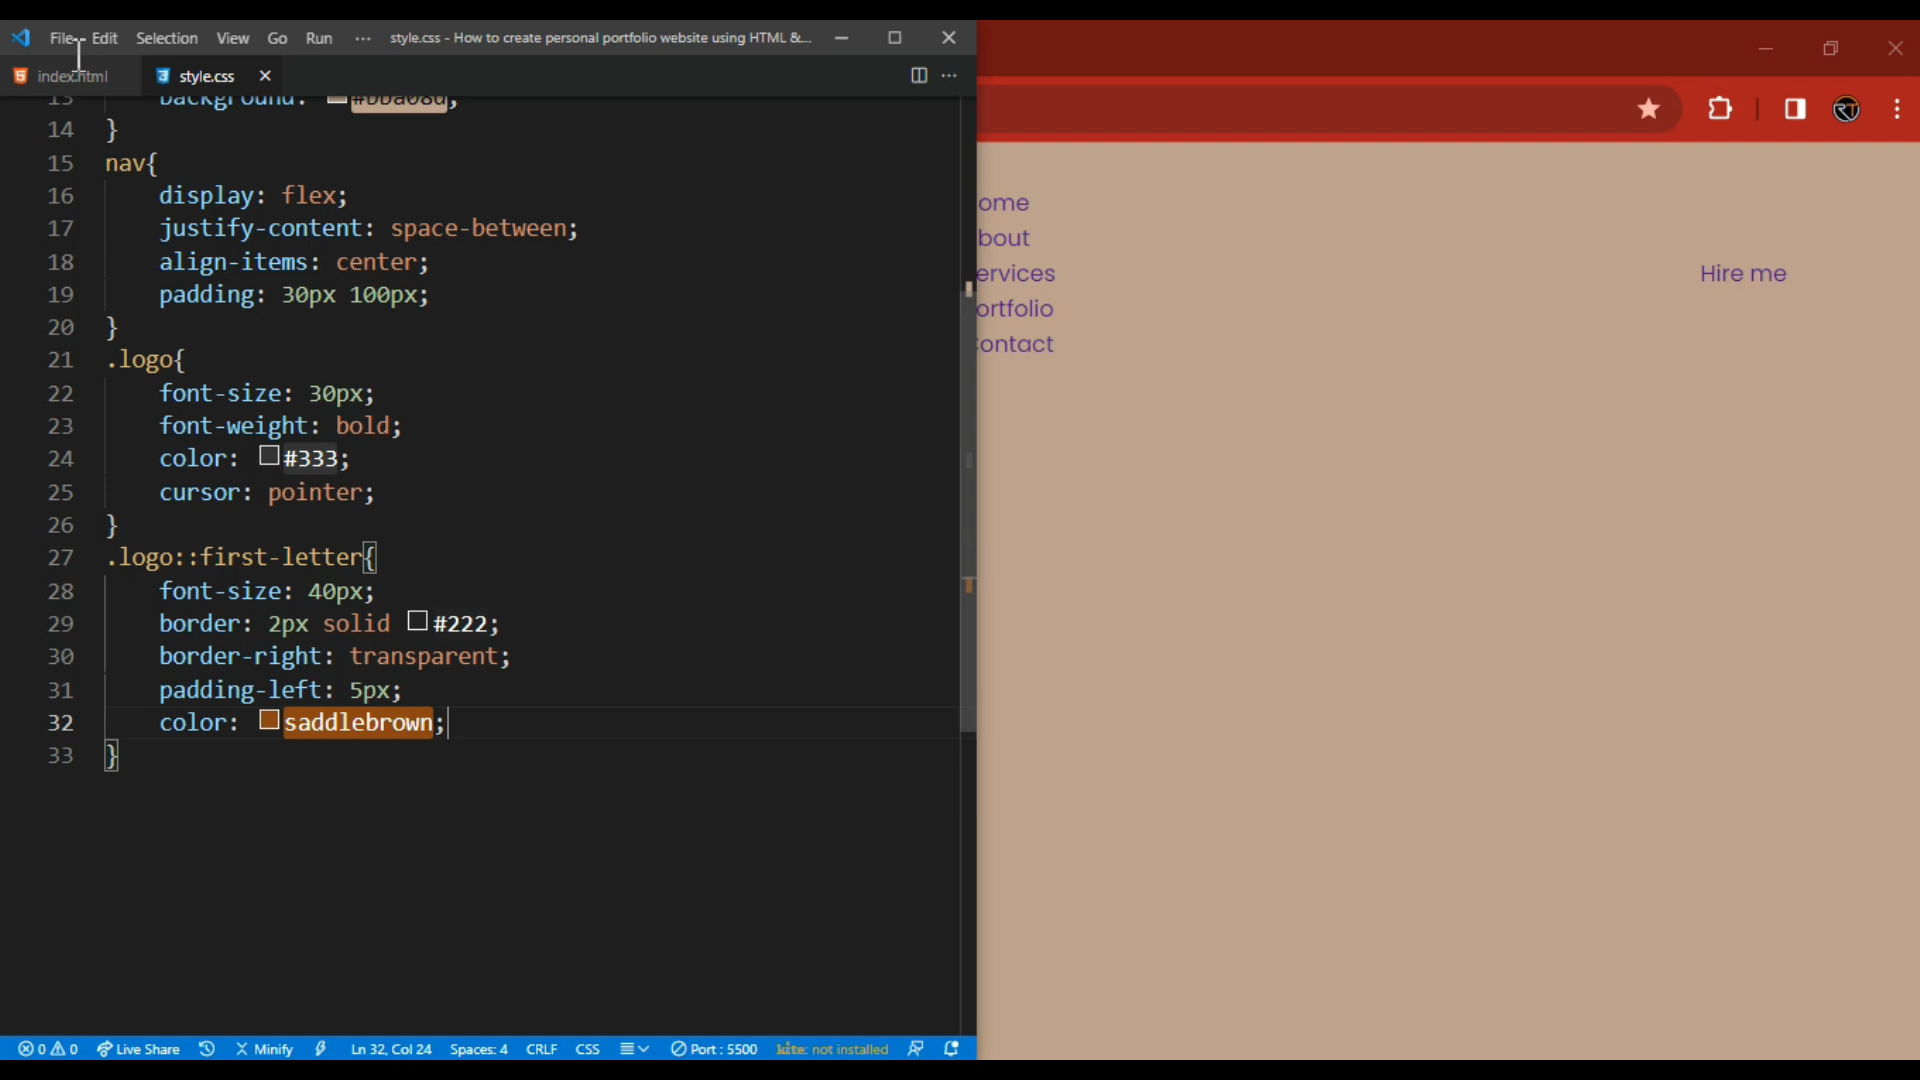 File Edit Selection View Go Run ··· style.css - How to create personal portfolio website using HTML &...
index.html style.css
13 background: #bba08d;
14 }
15 nav{
16 display: flex;
17 justify-content: space-between;
18 align-items: center;
19 padding: 30px 100px;
20 }
21 .logo{
22 font-size: 30px;
23 font-weight: bold;
24 color: #333;
25 cursor: pointer;
26 }
27 .logo::first-letter{
28 font-size: 40px;
29 border: 2px solid #222;
30 border-right: transparent;
31 padding-left: 5px;
32 color: saddlebrown;
33 }
ome
bout
ervices
ortfolio
ontact
Hire me
RT
0 0 Live Share Minify Ln 32, Col 24 Spaces: 4 CRLF CSS Port : 5500 kite: not installed